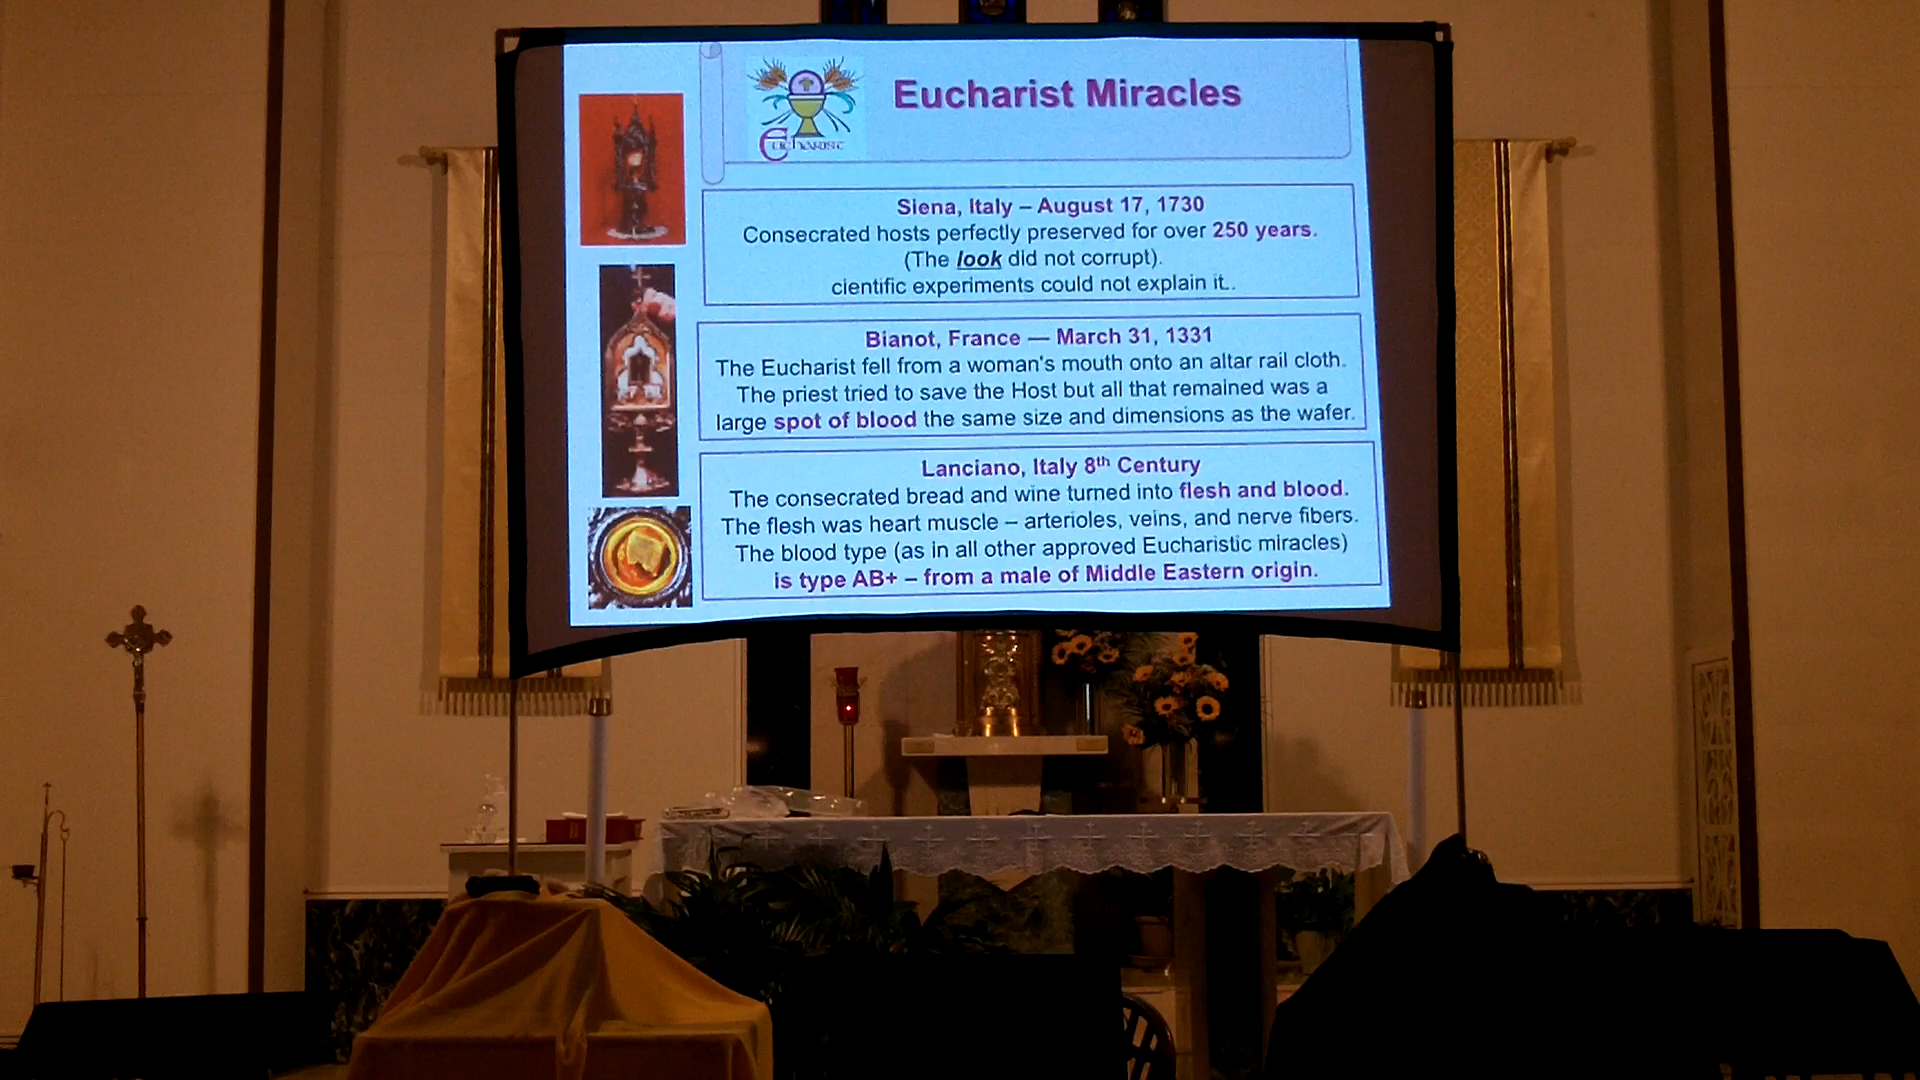 Eucharist Miracles
Eucharist
Siena, Italy – August 17, 1730
Consecrated hosts perfectly preserved for over 250 years.
(The look did not corrupt).
cientific experiments could not explain it..
Bianot, France — March 31, 1331
The Eucharist fell from a woman's mouth onto an altar rail cloth.
The priest tried to save the Host but all that remained was a
large spot of blood the same size and dimensions as the wafer.
Lanciano, Italy 8th Century
The consecrated bread and wine turned into flesh and blood.
The flesh was heart muscle – arterioles, veins, and nerve fibers.
The blood type (as in all other approved Eucharistic miracles)
is type AB+ – from a male of Middle Eastern origin.